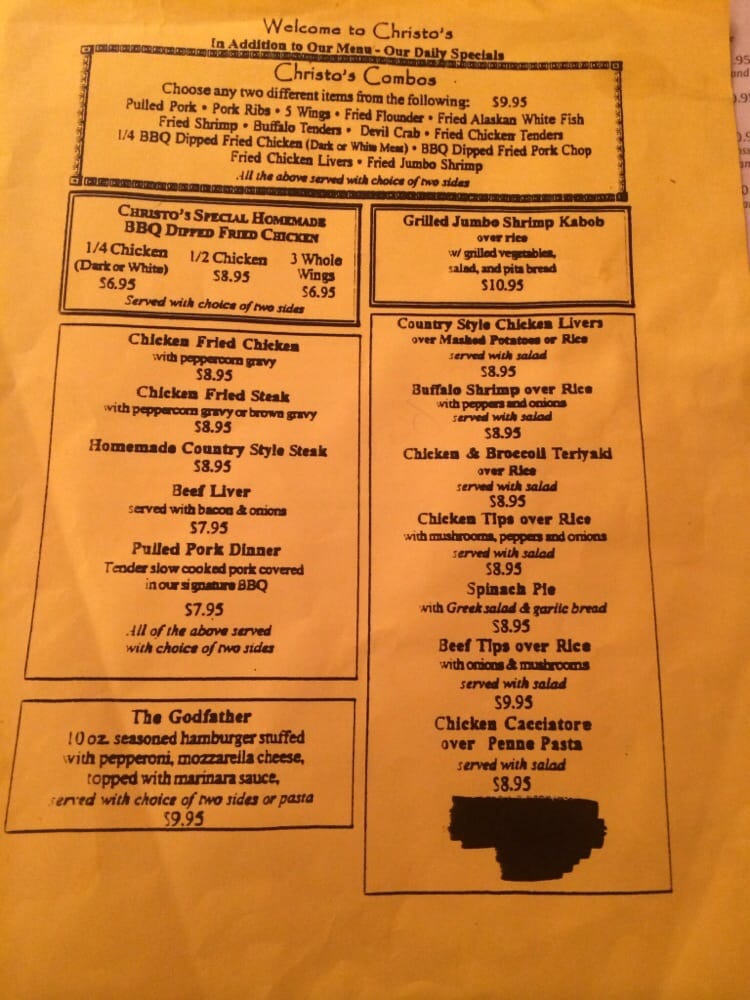 Welcome to Christo's
In Addition to Our Menu - Our Daily Specials
Christo's Combos
Choose any two different items from the following: $9.95
Pulled Pork • Pork Ribs • 5 Wings • Fried Flounder • Fried Alaskan White Fish
Fried Shrimp • Buffalo Tenders • Devil Crab • Fried Chicken Tenders
1/4 BBQ Dipped Fried Chicken (Dark or White Meat) • BBQ Dipped Fried Pork Chop
Fried Chicken Livers • Fried Jumbo Shrimp
All the above served with choice of two sides
CHRISTO'S SPECIAL HOMEMADE
BBQ DIPPED FRIED CHICKEN
1/4 Chicken
(Dark or White)
$6.95
1/2 Chicken
$8.95
3 Whole
Wings
$6.95
Served with choice of two sides
Grilled Jumbo Shrimp Kabob
over rice
w/ grilled vegetables,
salad, and pita bread
$10.95
Chicken Fried Chicken
with peppercorn gravy
$8.95
Chicken Fried Steak
with peppercorn gravy or brown gravy
$8.95
Homemade Country Style Steak
$8.95
Beef Liver
served with bacon & onions
$7.95
Pulled Pork Dinner
Tender slow cooked pork covered
in our signature BBQ
$7.95
All of the above served
with choice of two sides
The Godfather
10 oz. seasoned hamburger stuffed
with pepperoni, mozzarella cheese,
topped with marinara sauce,
served with choice of two sides or pasta
$9.95
Country Style Chicken Livers
over Mashed Potatoes or Rice
served with salad
$8.95
Buffalo Shrimp over Rice
with peppers and onions
served with salad
$8.95
Chicken & Broccoli Teriyaki
over Rice
served with salad
$8.95
Chicken Tips over Rice
with mushrooms, peppers and onions
served with salad
$8.95
Spinach Pie
with Greek salad & garlic bread
$8.95
Beef Tips over Rice
with onions & mushrooms
served with salad
$9.95
Chicken Cacciatore
over Penne Pasta
served with salad
$8.95